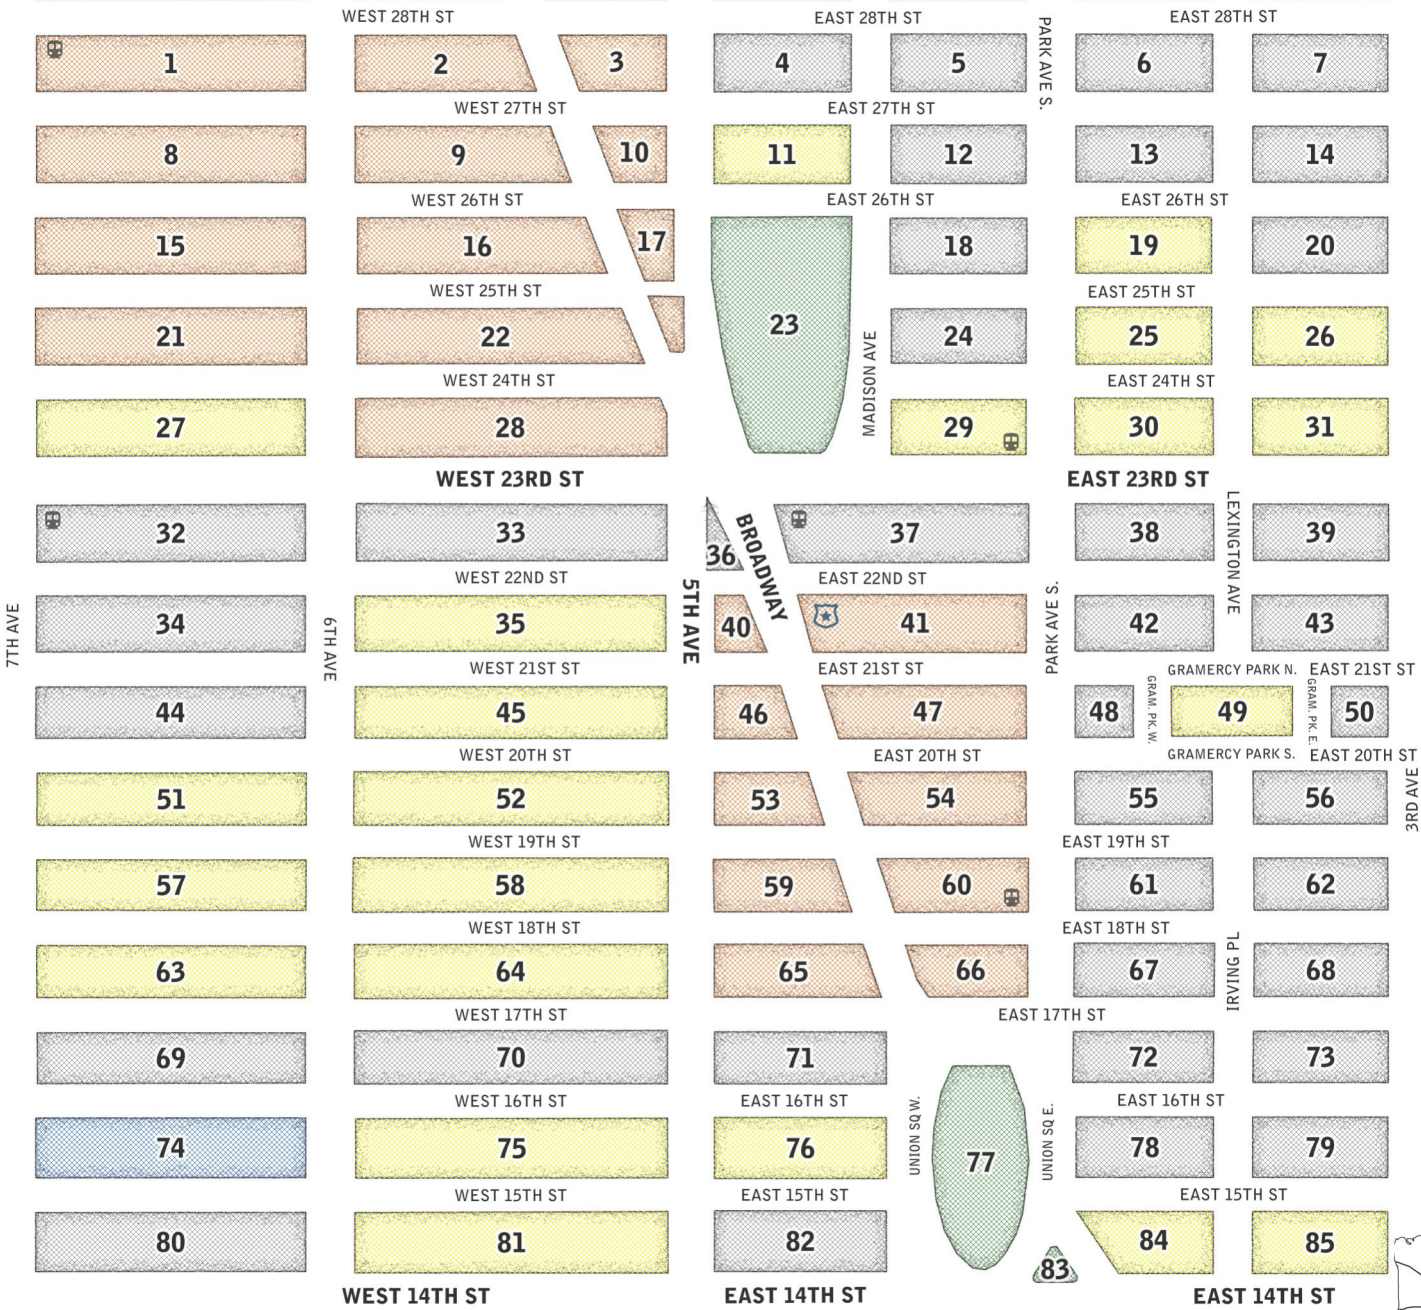 WEST 28TH ST
EAST 28TH ST
EAST 28TH ST
PARK AVE S.
1
2
3
4
5
6
7
WEST 27TH ST
EAST 27TH ST
8
9
10
11
12
13
14
WEST 26TH ST
EAST 26TH ST
EAST 26TH ST
15
16
17
18
19
20
WEST 25TH ST
EAST 25TH ST
21
22
23
24
25
26
MADISON AVE
WEST 24TH ST
EAST 24TH ST
27
28
29
30
31
WEST 23RD ST
EAST 23RD ST
32
33
36
BROADWAY
37
38
LEXINGTON AVE
39
WEST 22ND ST
EAST 22ND ST
7TH AVE
34
6TH AVE
35
5TH AVE
40
41
PARK AVE S.
42
43
WEST 21ST ST
EAST 21ST ST
GRAMERCY PARK N.
EAST 21ST ST
44
45
46
47
48
GRAM. PK. W.
49
GRAM. PK. E.
50
WEST 20TH ST
EAST 20TH ST
GRAMERCY PARK S.
EAST 20TH ST
51
52
53
54
55
56
3RD AVE
WEST 19TH ST
EAST 19TH ST
57
58
59
60
61
62
WEST 18TH ST
EAST 18TH ST
63
64
65
66
67
IRVING PL
68
WEST 17TH ST
EAST 17TH ST
69
70
71
72
73
WEST 16TH ST
EAST 16TH ST
EAST 16TH ST
74
75
76
UNION SQ W.
77
UNION SQ E.
78
79
WEST 15TH ST
EAST 15TH ST
EAST 15TH ST
80
81
82
83
84
85
WEST 14TH ST
EAST 14TH ST
EAST 14TH ST